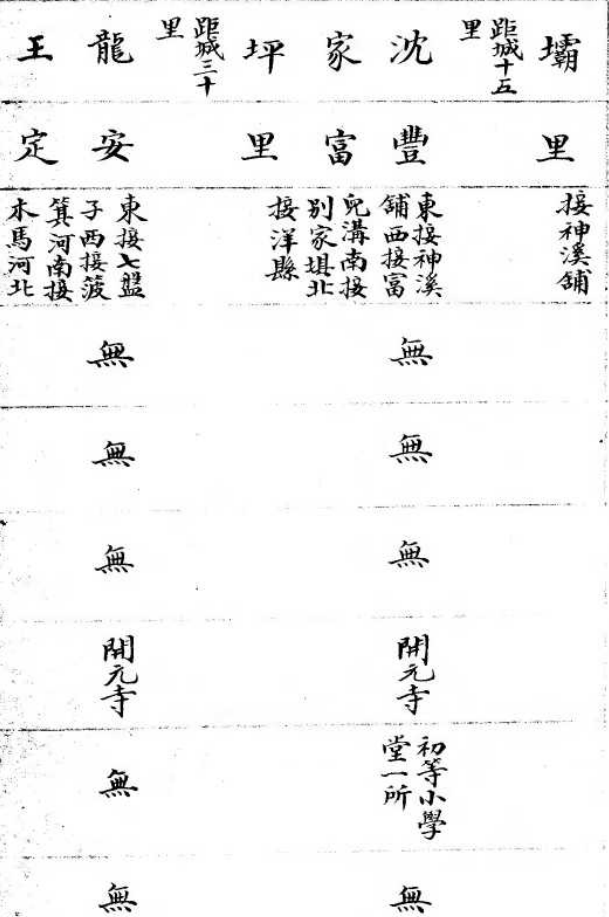 壩
距城十五
里
里
接神溪舖
沈
家
坪
距城三十
里
豐
富
里
東接神溪
舖西接富
兒溝南接
別家垻北
接洋縣
無
無
無
開元寺
初等小學
堂一所
無
龍
王
安
定
東接七盤
子西接菠
箕河南接
木馬河北
無
無
無
開元寺
無
無